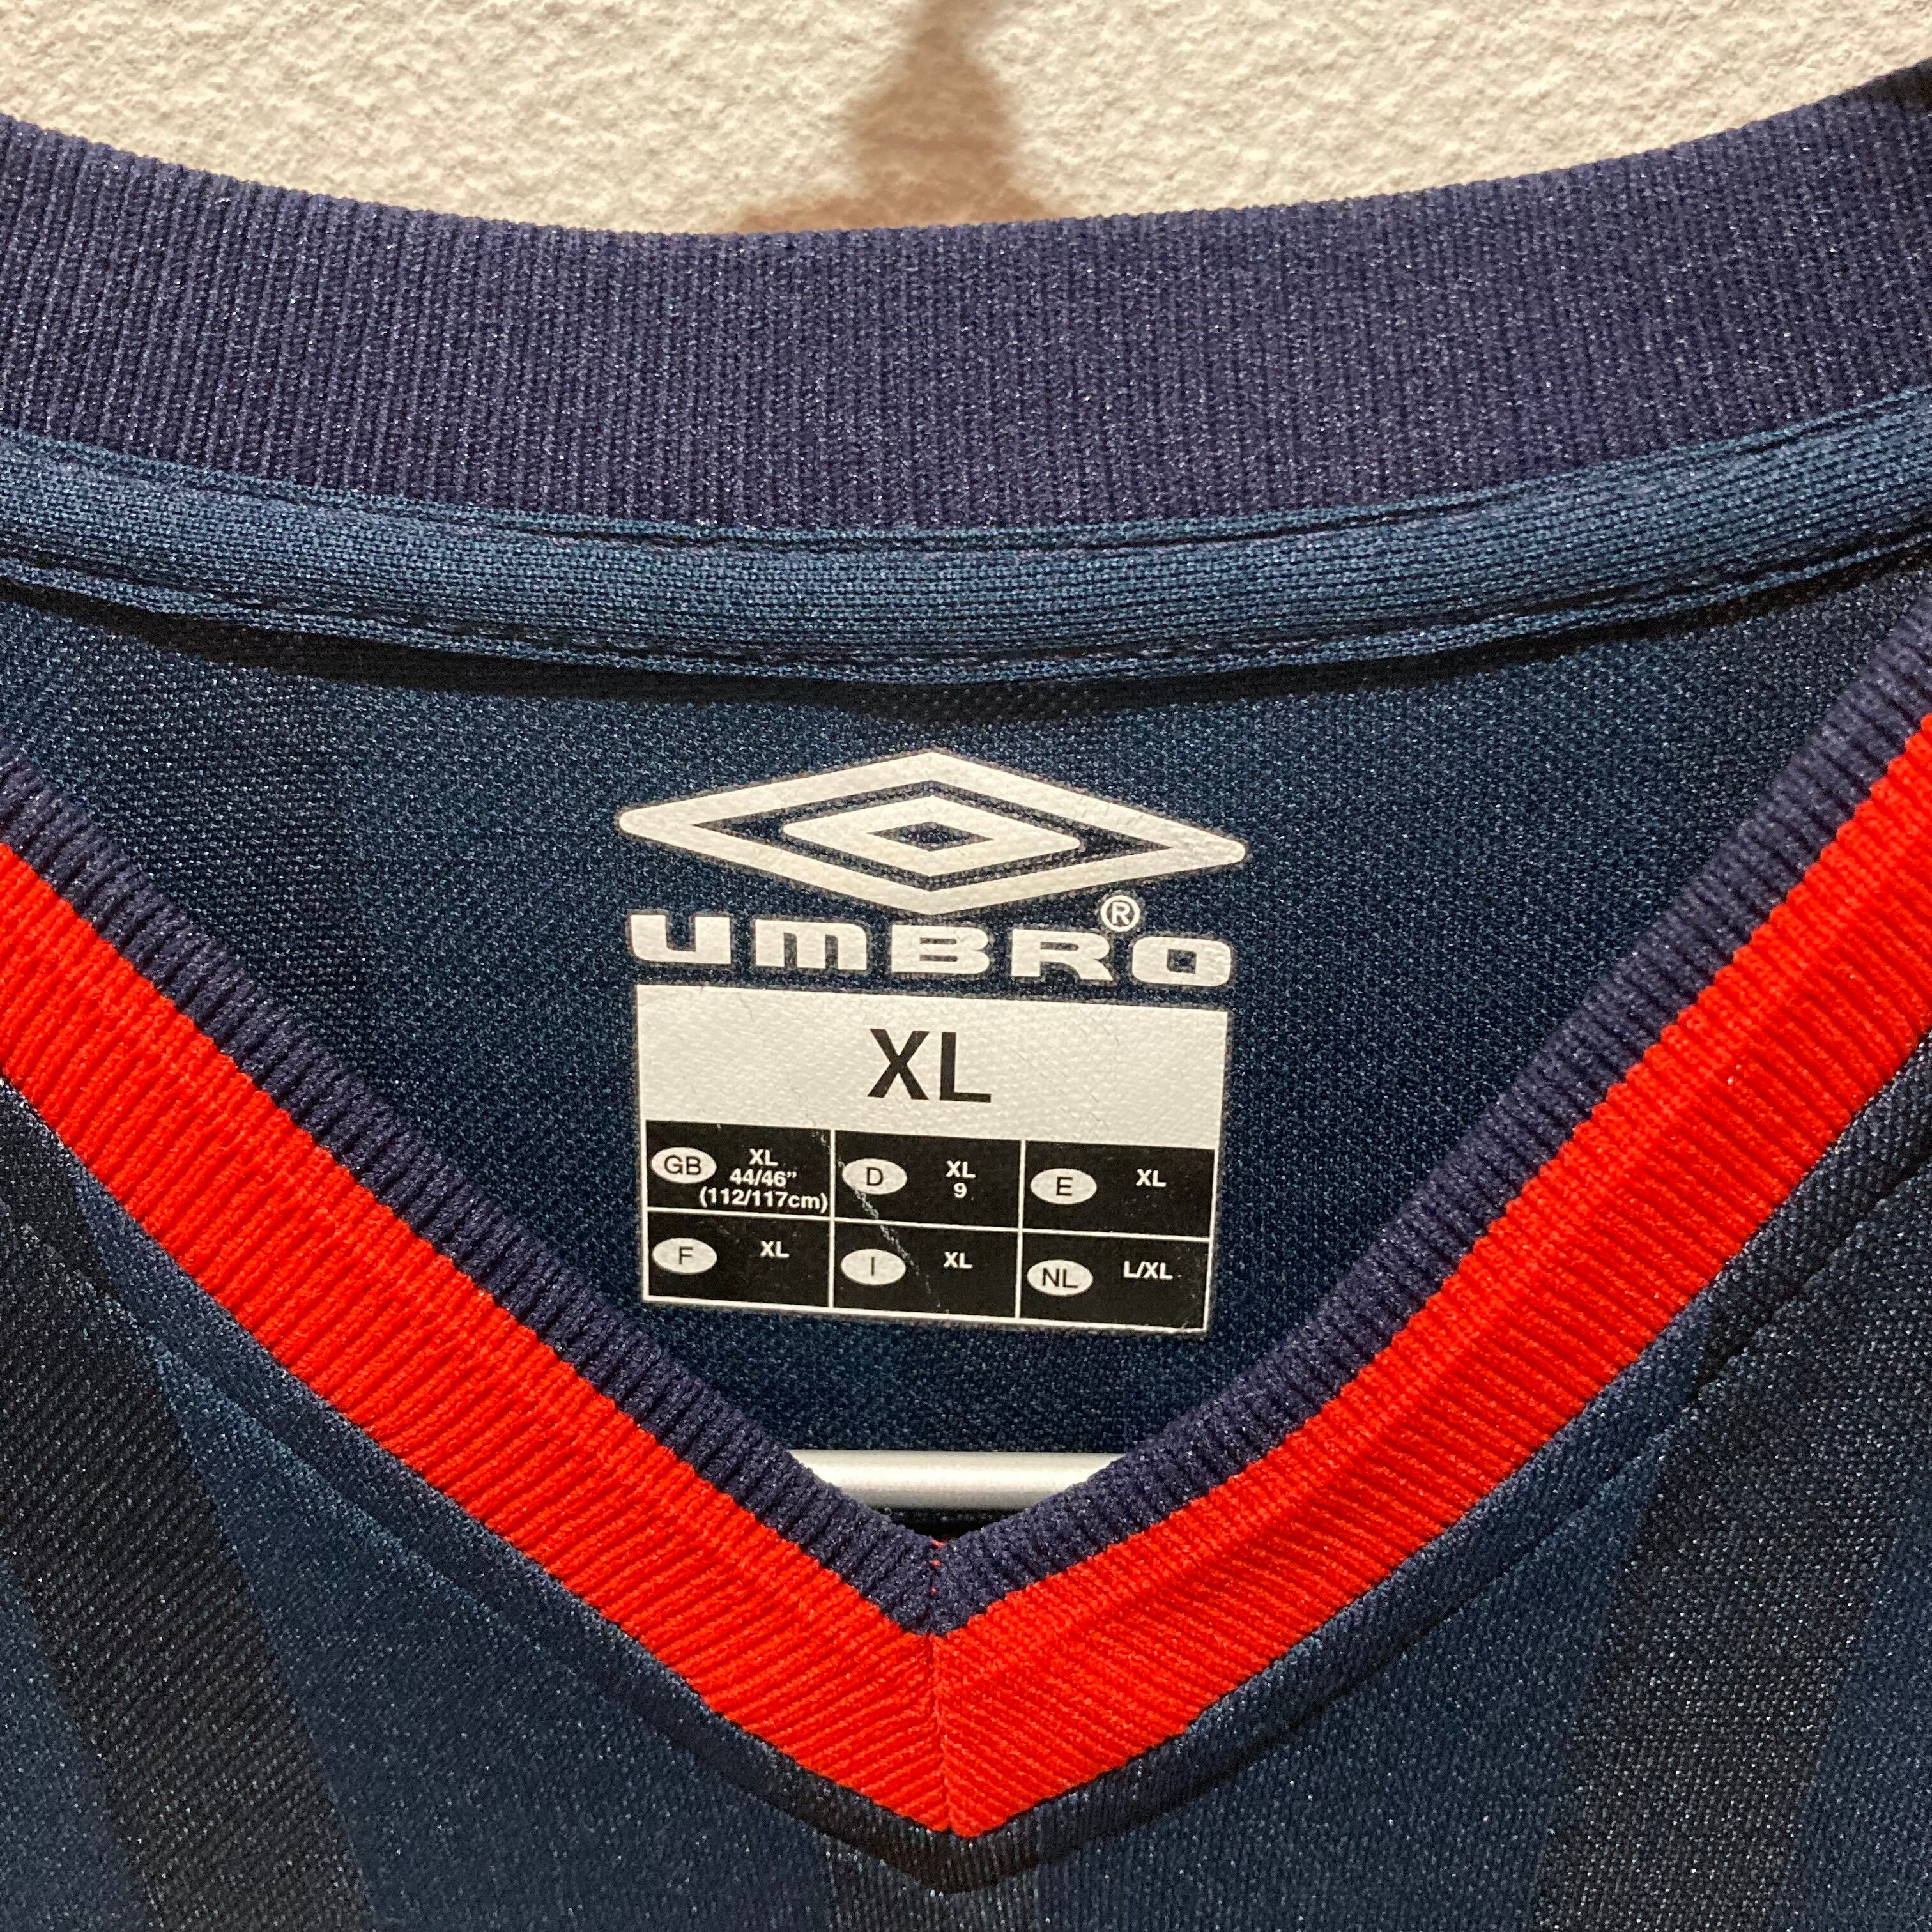 UMBRO®
XL
GB XL
44/46”
(112/117cm)
D XL
9
E XL
F XL
I XL
NL L/XL